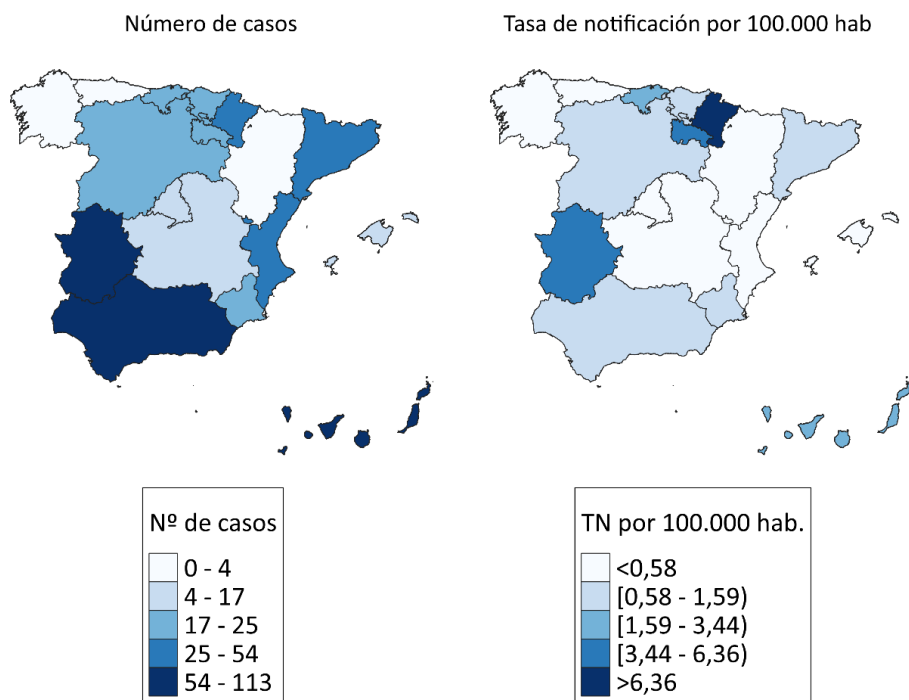 Número de casos
Tasa de notificación por 100.000 hab
Nº de casos
0 - 4
4 - 17
17 - 25
25 - 54
54 - 113
TN por 100.000 hab.
<0,58
[0,58 - 1,59)
[1,59 - 3,44)
[3,44 - 6,36)
>6,36